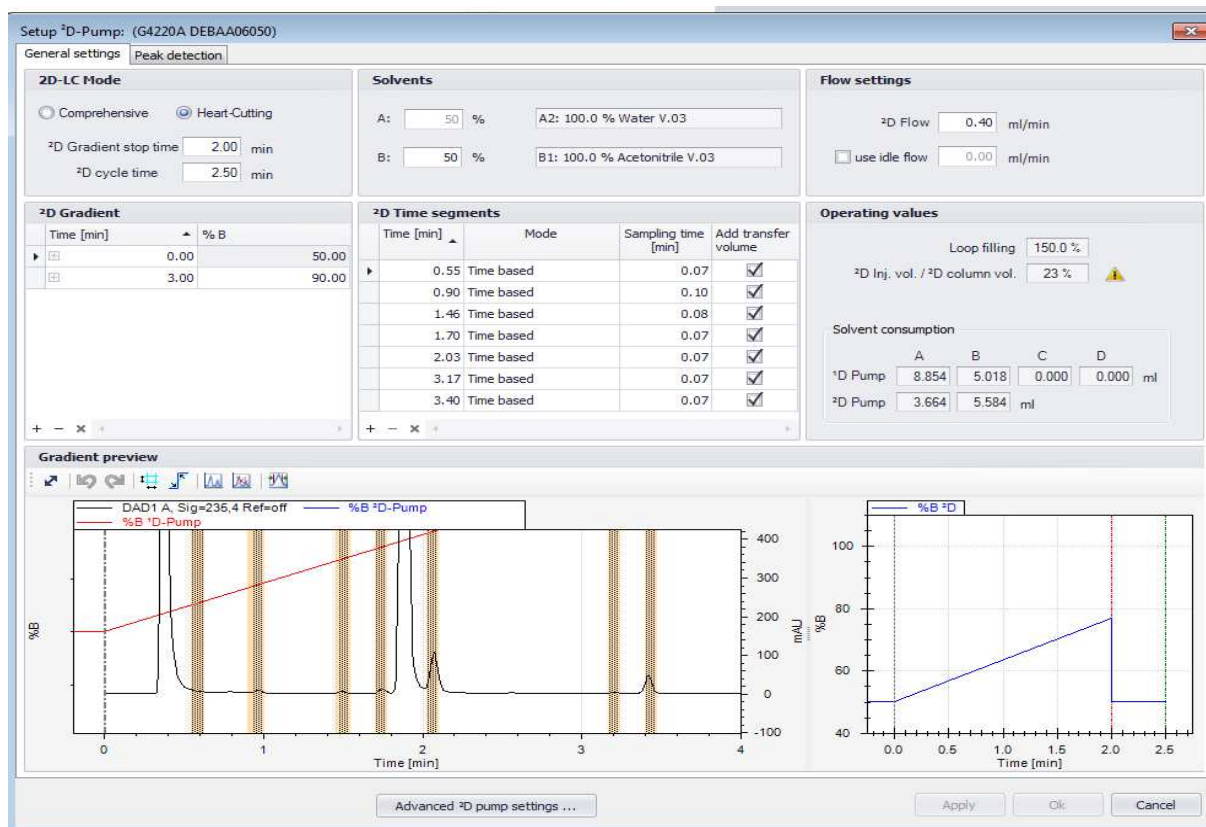 Setup ²D-Pump: (G4220A DEBAA06050)
General settings Peak detection
2D-LC Mode
Comprehensive Heart-Cutting
²D Gradient stop time 2.00 min
²D cycle time 2.50 min
Solvents
A: 50 % A2: 100.0 % Water V.03
B: 50 % B1: 100.0 % Acetonitrile V.03
Flow settings
²D Flow 0.40 ml/min
use idle flow 0.00 ml/min
²D Gradient
Time [min] % B
0.00 50.00
3.00 90.00
²D Time segments
Time [min] Mode Sampling time [min] Add transfer volume
0.55 Time based 0.07
0.90 Time based 0.10
1.46 Time based 0.08
1.70 Time based 0.07
2.03 Time based 0.07
3.17 Time based 0.07
3.40 Time based 0.07
Operating values
Loop filling 150.0 %
²D Inj. vol. / ²D column vol. 23 %
Solvent consumption
A B C D
¹D Pump 8.854 5.018 0.000 0.000 ml
²D Pump 3.664 5.584 ml
Gradient preview
DAD1 A, Sig=235,4 Ref=off %B ²D-Pump
%B ¹D-Pump
%B
400
300
200
100
0
-100
mAU
0 1 2 3 4
Time [min]
%B ²D
%B
100
80
60
40
0.0 0.5 1.0 1.5 2.0 2.5
Time [min]
Advanced ²D pump settings ...
Apply Ok Cancel